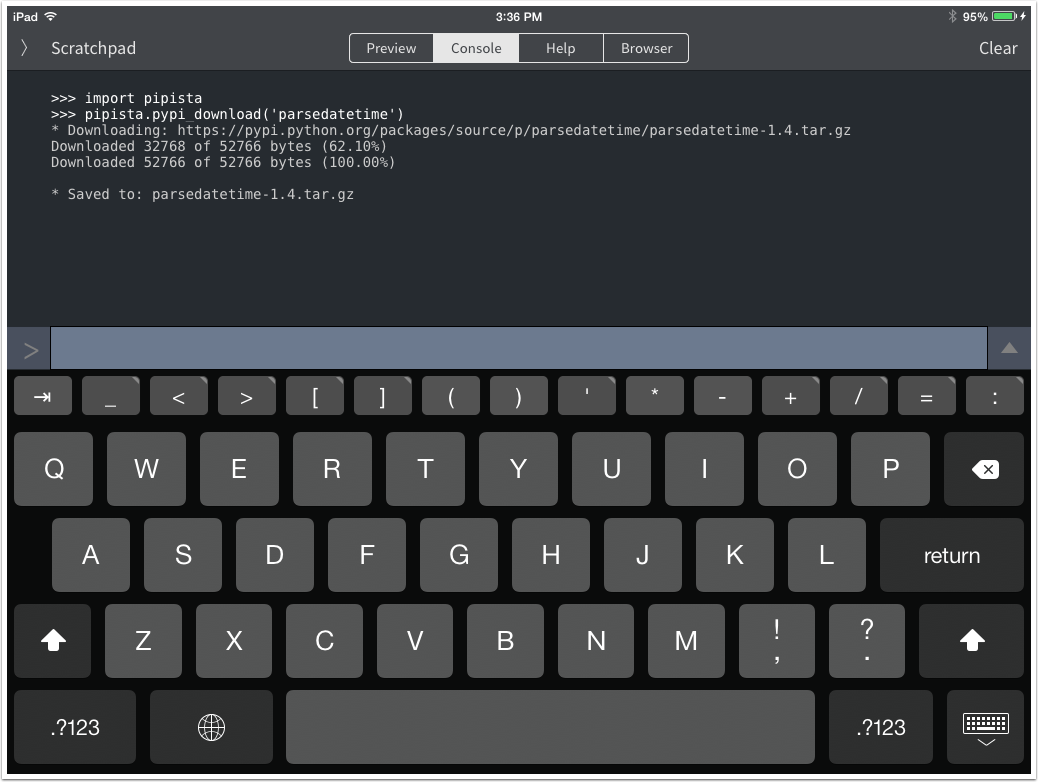 iPad 3:36 PM 95%
〉 Scratchpad Preview Console Help Browser Clear
>>> import pipista
>>> pipista.pypi_download('parsedatetime')
* Downloading: https://pypi.python.org/packages/source/p/parsedatetime/parsedatetime-1.4.tar.gz
Downloaded 32768 of 52766 bytes (62.10%)
Downloaded 52766 of 52766 bytes (100.00%)
* Saved to: parsedatetime-1.4.tar.gz
>
⇥ _ < > [ ] ( ) ' * - + / = :
Q W E R T Y U I O P
A S D F G H J K L return
Z X C V B N M ! , ? .
.?123 .?123